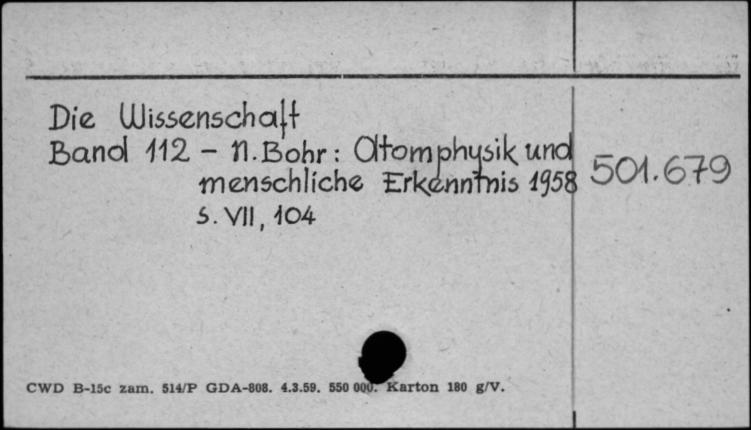 Die Wissenschaft
Band 112 – N. Bohr: Atomphysik und
menschliche Erkenntnis 1958
S. VII, 104
501.679
CWD B-15c zam. 514/P GDA-808. 4.3.59. 550 000. Karton 180 g/V.